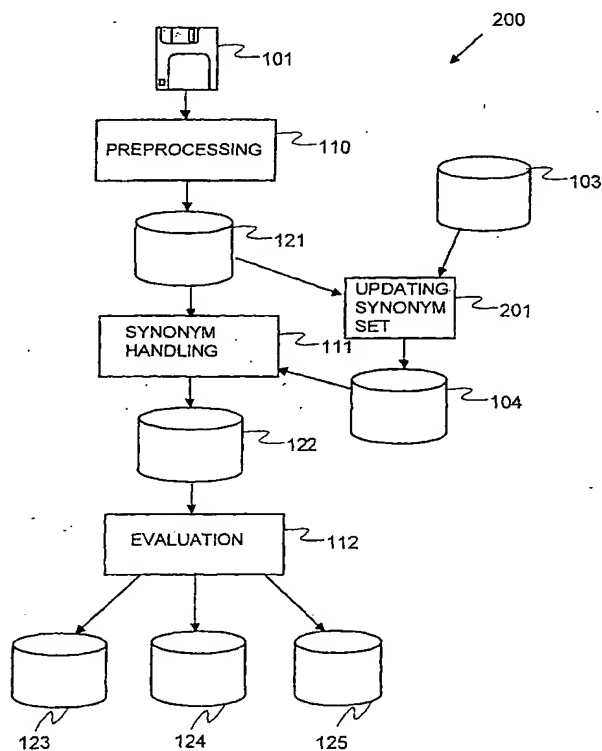 200
101
PREPROCESSING
110
103
121
UPDATING
SYNONYM
SET
201
SYNONYM
HANDLING
111
104
122
EVALUATION
112
123
124
125